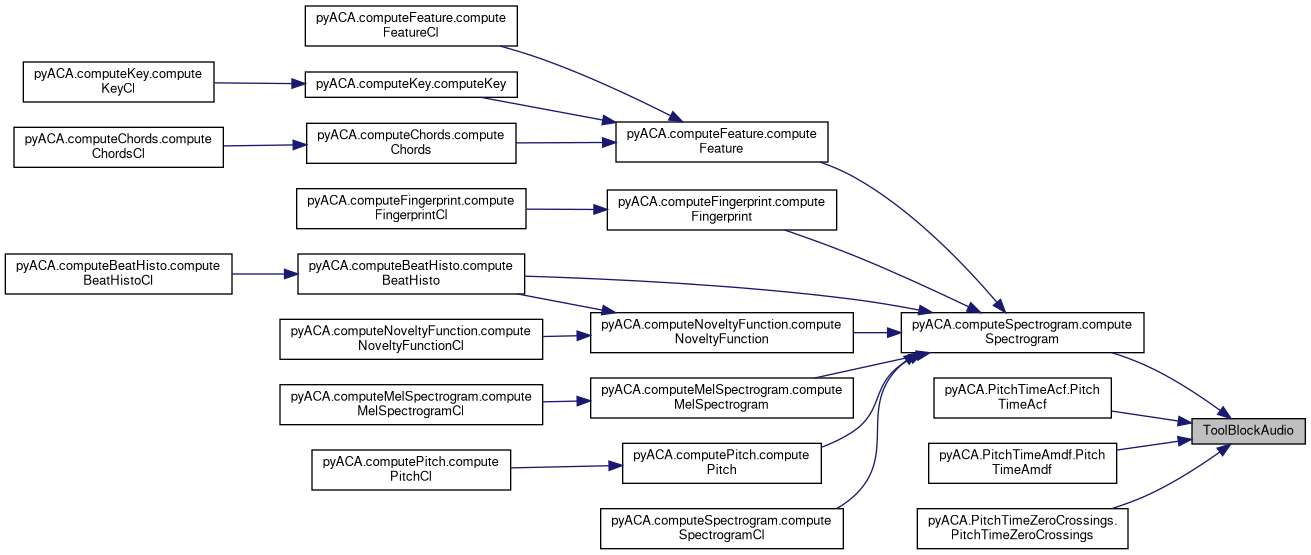 pyACA.computeFeature.compute
FeatureCl
pyACA.computeKey.compute
KeyCl
pyACA.computeKey.computeKey
pyACA.computeChords.compute
ChordsCl
pyACA.computeChords.compute
Chords
pyACA.computeFeature.compute
Feature
pyACA.computeFingerprint.compute
FingerprintCl
pyACA.computeFingerprint.compute
Fingerprint
pyACA.computeBeatHisto.compute
BeatHistoCl
pyACA.computeBeatHisto.compute
BeatHisto
pyACA.computeNoveltyFunction.compute
NoveltyFunctionCl
pyACA.computeNoveltyFunction.compute
NoveltyFunction
pyACA.computeSpectrogram.compute
Spectrogram
pyACA.computeMelSpectrogram.compute
MelSpectrogramCl
pyACA.computeMelSpectrogram.compute
MelSpectrogram
pyACA.PitchTimeAcf.Pitch
TimeAcf
ToolBlockAudio
pyACA.computePitch.compute
PitchCl
pyACA.computePitch.compute
Pitch
pyACA.PitchTimeAmdf.Pitch
TimeAmdf
pyACA.computeSpectrogram.compute
SpectrogramCl
pyACA.PitchTimeZeroCrossings.
PitchTimeZeroCrossings